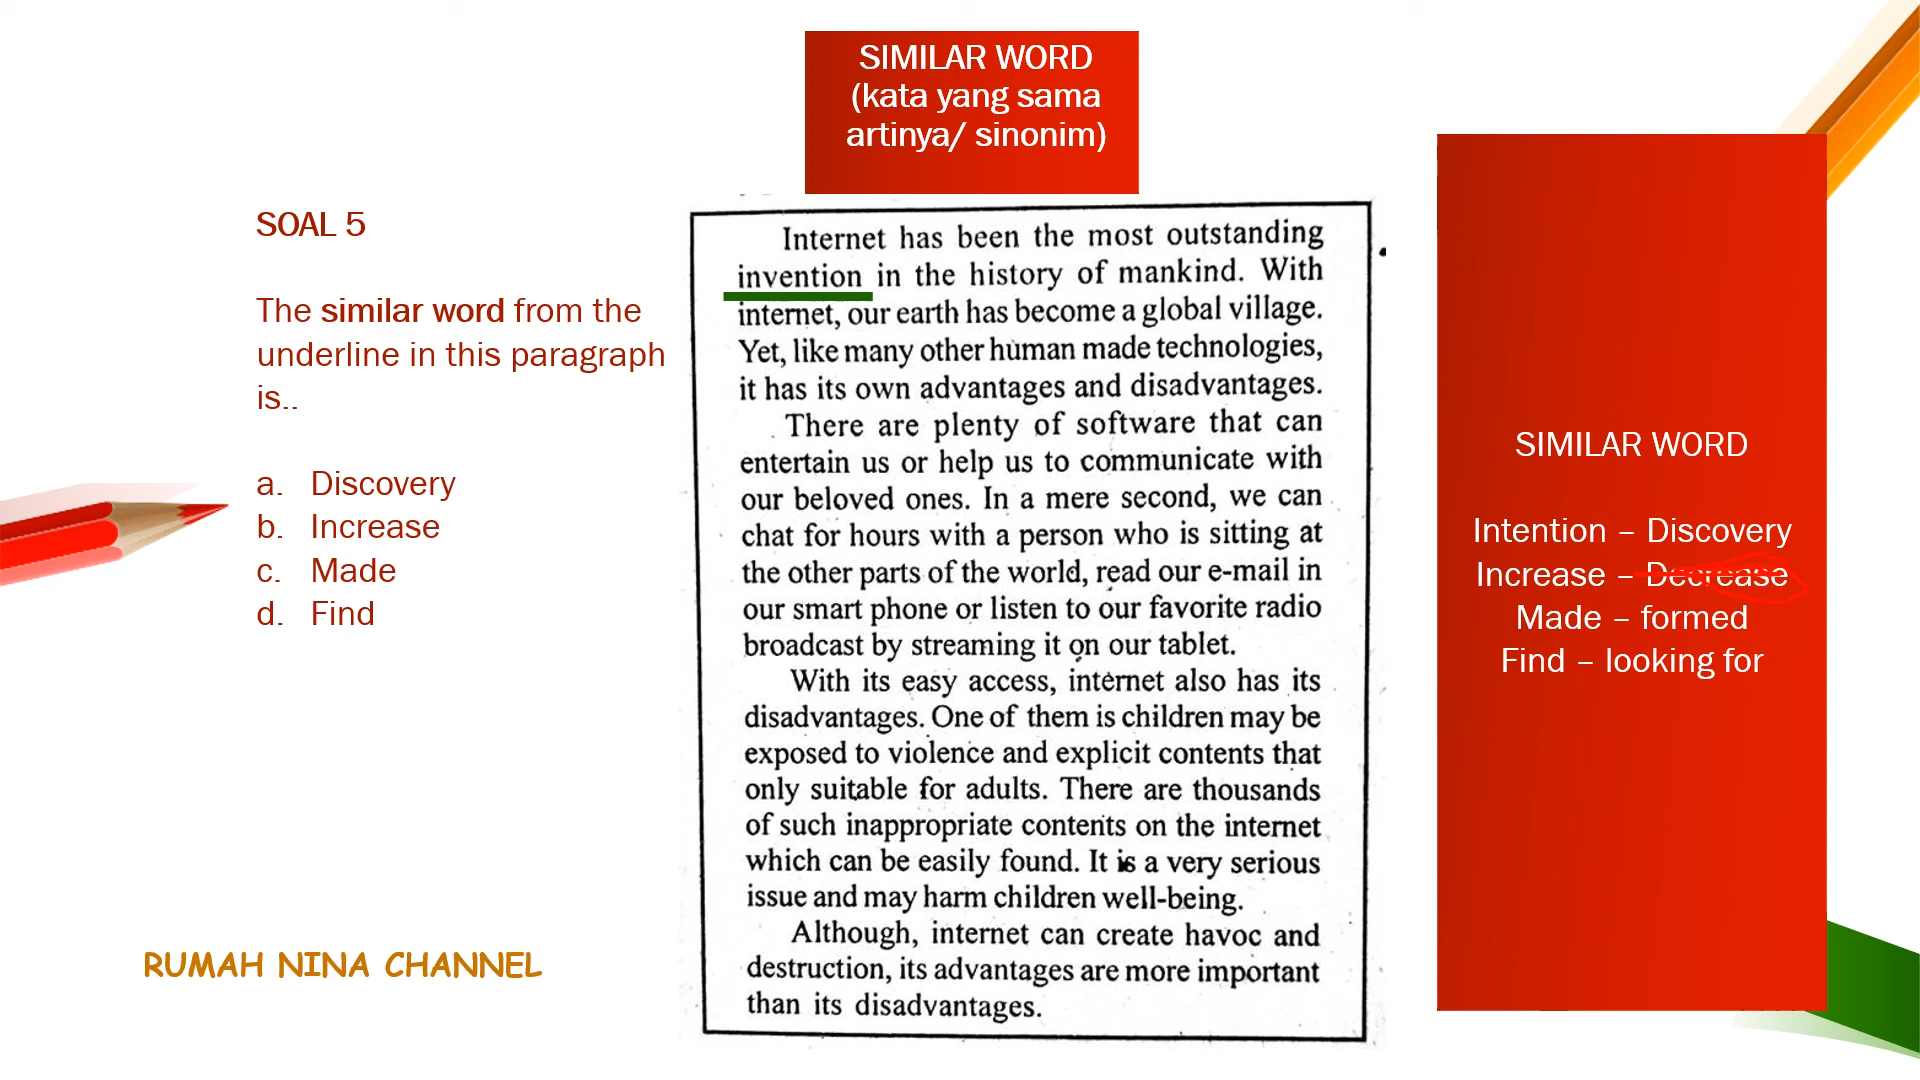 SIMILAR WORD
(kata yang sama
artinya/ sinonim)
SOAL 5
The similar word from the
underline in this paragraph
is..
a. Discovery
b. Increase
c. Made
d. Find
Internet has been the most outstanding
invention in the history of mankind. With
internet, our earth has become a global village.
Yet, like many other human made technologies,
it has its own advantages and disadvantages.
There are plenty of software that can
entertain us or help us to communicate with
our beloved ones. In a mere second, we can
chat for hours with a person who is sitting at
the other parts of the world, read our e-mail in
our smart phone or listen to our favorite radio
broadcast by streaming it on our tablet.
With its easy access, internet also has its
disadvantages. One of them is children may be
exposed to violence and explicit contents that
only suitable for adults. There are thousands
of such inappropriate contents on the internet
which can be easily found. It is a very serious
issue and may harm children well-being.
Although, internet can create havoc and
destruction, its advantages are more important
than its disadvantages.
SIMILAR WORD
Intention – Discovery
Increase – Decrease
Made – formed
Find – looking for
RUMAH NINA CHANNEL